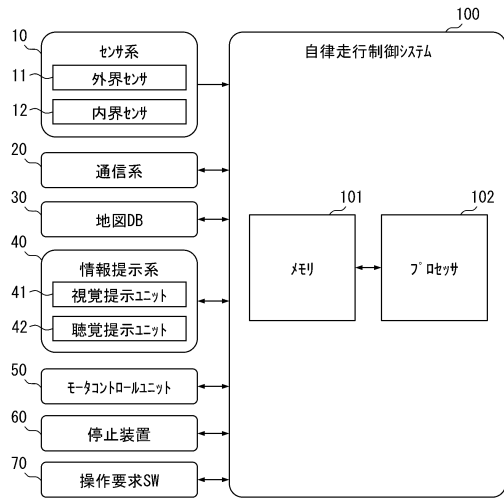 100
10
センサ系
自律走行制御システム
11
外界センサ
12
内界センサ
20
通信系
30
地図DB
101
102
40
情報提示系
メモリ
プロセッサ
41
視覚提示ユニット
42
聴覚提示ユニット
50
モータコントロールユニット
60
停止装置
70
操作要求SW